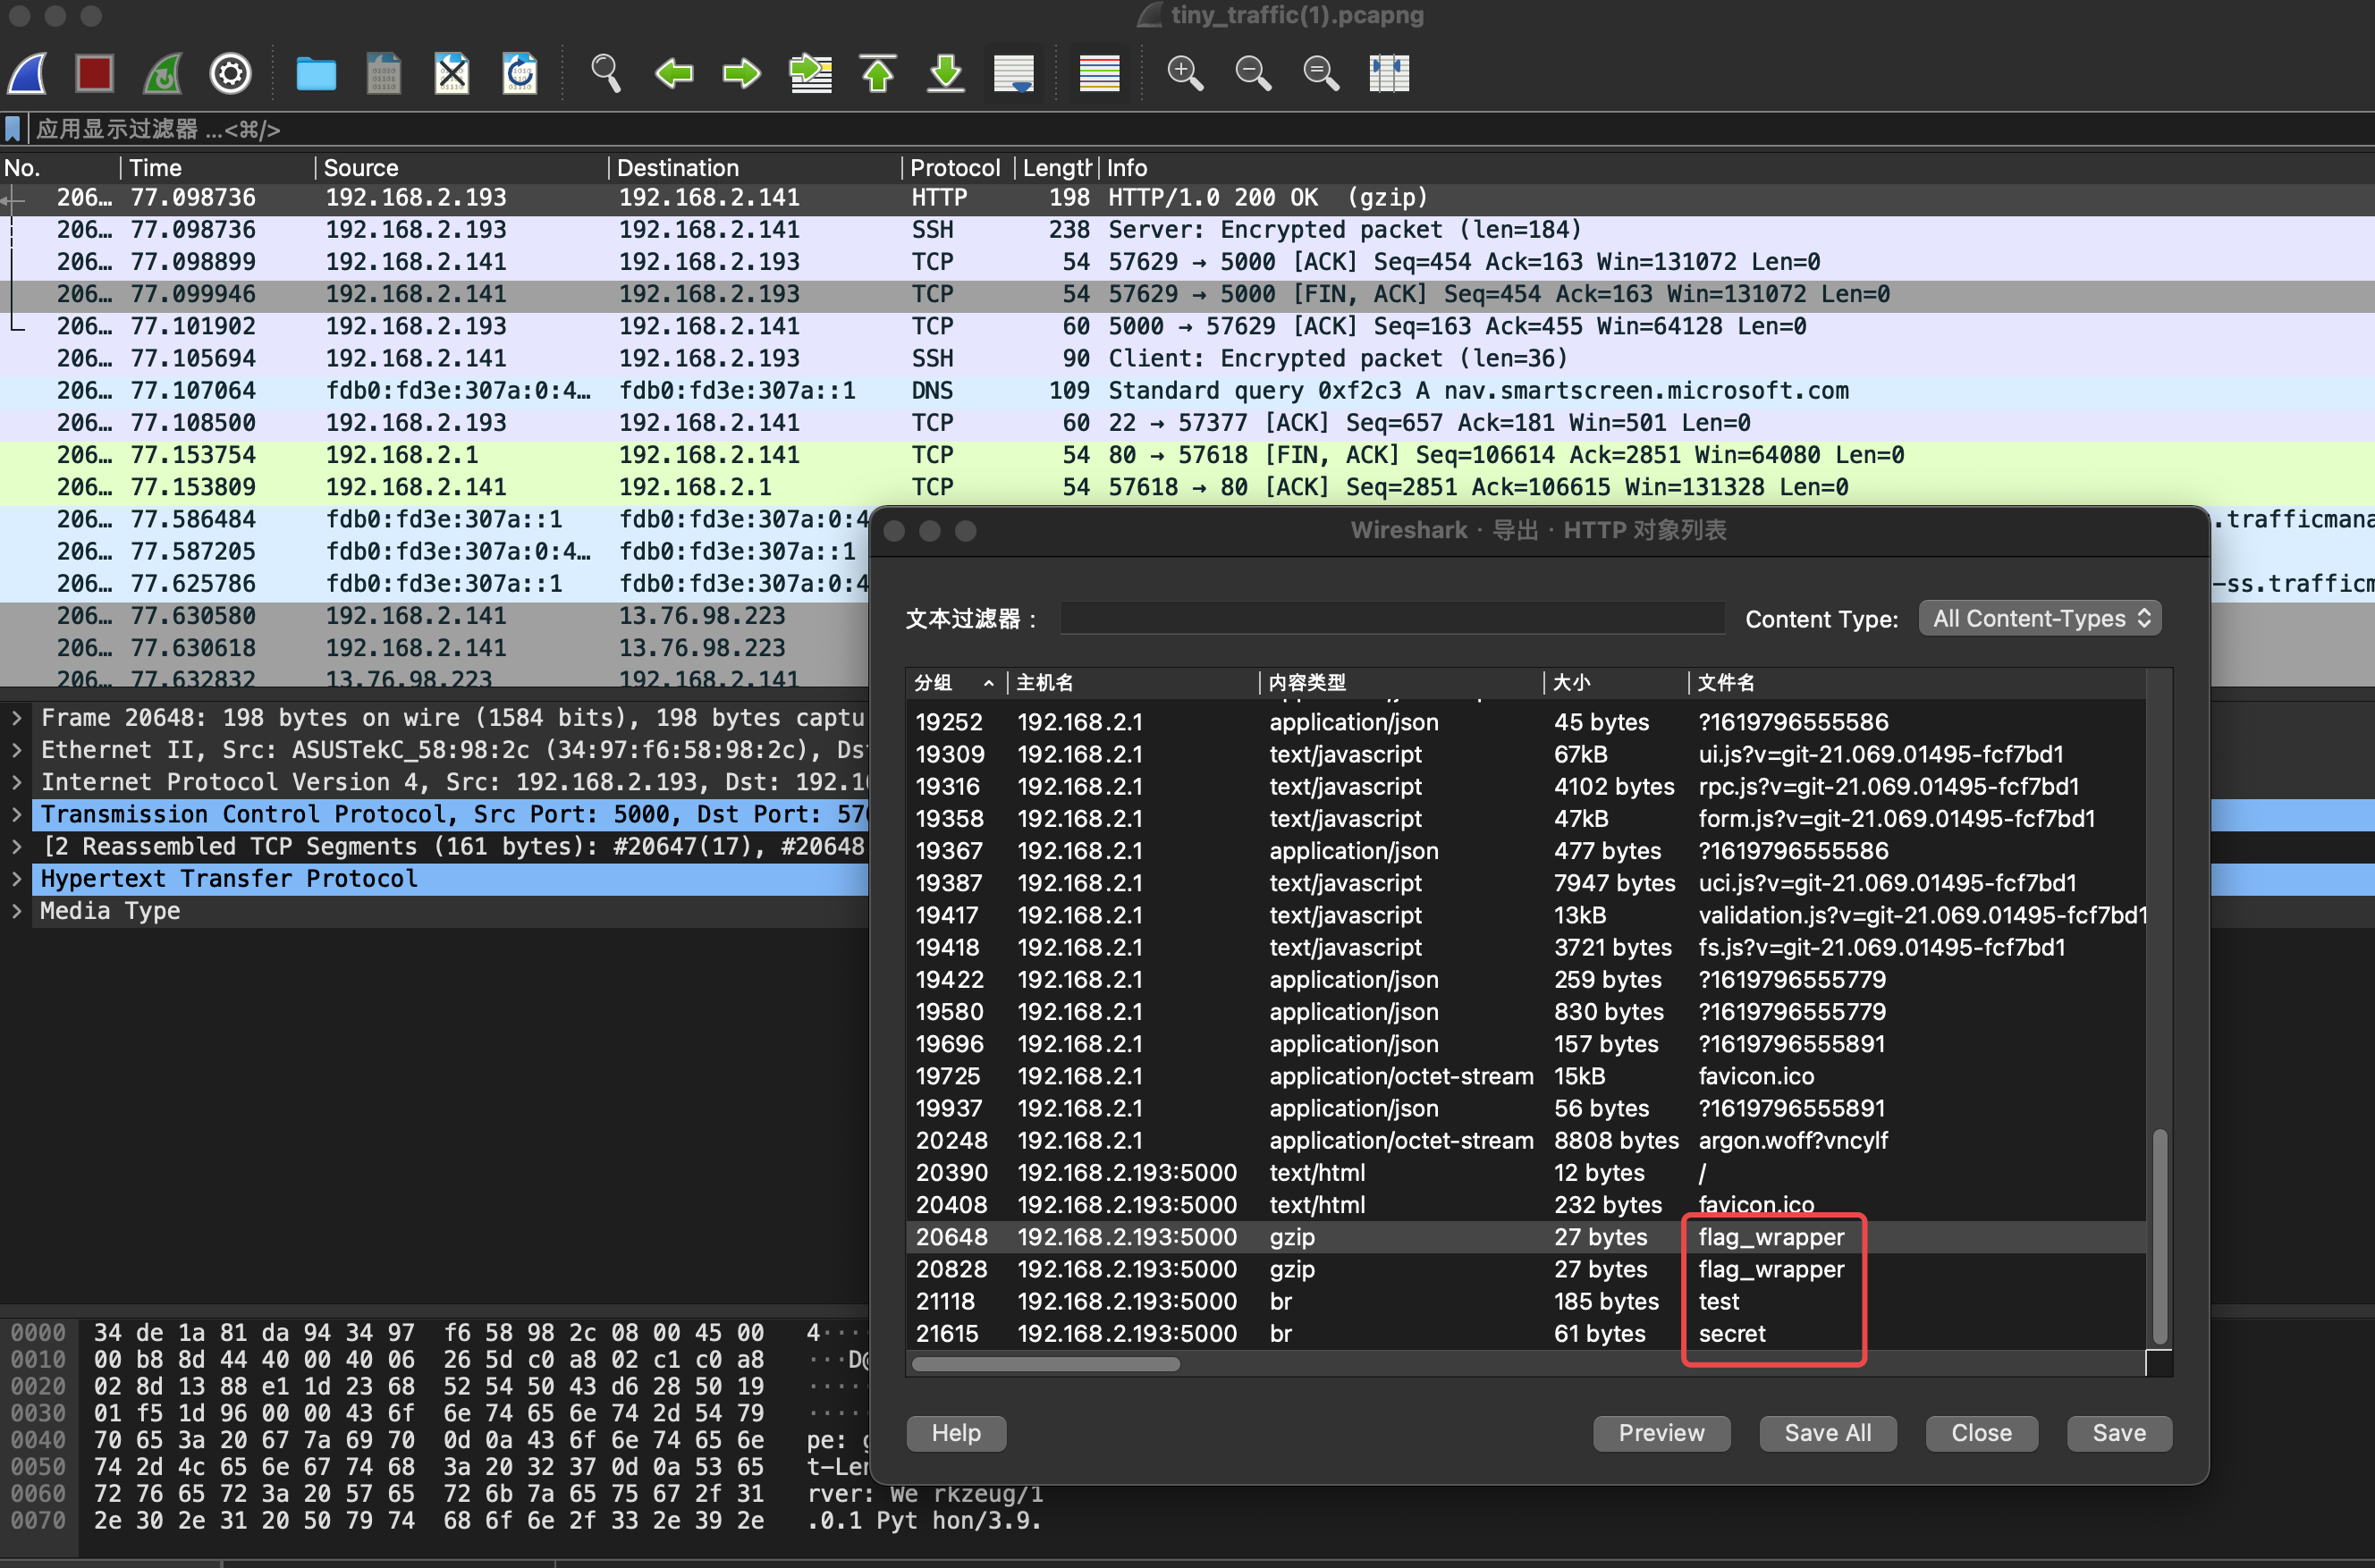 tiny_traffic(1).pcapng
应用显示过滤器 ...<⌘/>
No. Time Source Destination Protocol Length Info
206… 77.098736 192.168.2.193 192.168.2.141 HTTP 198 HTTP/1.0 200 OK (gzip)
206… 77.098736 192.168.2.193 192.168.2.141 SSH 238 Server: Encrypted packet (len=184)
206… 77.098899 192.168.2.141 192.168.2.193 TCP 54 57629 → 5000 [ACK] Seq=454 Ack=163 Win=131072 Len=0
206… 77.099946 192.168.2.141 192.168.2.193 TCP 54 57629 → 5000 [FIN, ACK] Seq=454 Ack=163 Win=131072 Len=0
206… 77.101902 192.168.2.193 192.168.2.141 TCP 60 5000 → 57629 [ACK] Seq=163 Ack=455 Win=64128 Len=0
206… 77.105694 192.168.2.141 192.168.2.193 SSH 90 Client: Encrypted packet (len=36)
206… 77.107064 fdb0:fd3e:307a:0:4… fdb0:fd3e:307a::1 DNS 109 Standard query 0xf2c3 A nav.smartscreen.microsoft.com
206… 77.108500 192.168.2.193 192.168.2.141 TCP 60 22 → 57377 [ACK] Seq=657 Ack=181 Win=501 Len=0
206… 77.153754 192.168.2.1 192.168.2.141 TCP 54 80 → 57618 [FIN, ACK] Seq=106614 Ack=2851 Win=64080 Len=0
206… 77.153809 192.168.2.141 192.168.2.1 TCP 54 57618 → 80 [ACK] Seq=2851 Ack=106615 Win=131328 Len=0
206… 77.586484 fdb0:fd3e:307a::1 fdb0:fd3e:307a:0:4 .trafficmana
206… 77.587205 fdb0:fd3e:307a:0:4… fdb0:fd3e:307a::1
206… 77.625786 fdb0:fd3e:307a::1 fdb0:fd3e:307a:0:4 -ss.trafficm
206… 77.630580 192.168.2.141 13.76.98.223
206… 77.630618 192.168.2.141 13.76.98.223
206… 77.632832 13.76.98.223 192.168.2.141
Frame 20648: 198 bytes on wire (1584 bits), 198 bytes captu
Ethernet II, Src: ASUSTekC_58:98:2c (34:97:f6:58:98:2c), Dst
Internet Protocol Version 4, Src: 192.168.2.193, Dst: 192.16
Transmission Control Protocol, Src Port: 5000, Dst Port: 576
[2 Reassembled TCP Segments (161 bytes): #20647(17), #20648
Hypertext Transfer Protocol
Media Type
0000 34 de 1a 81 da 94 34 97 f6 58 98 2c 08 00 45 00 4····
0010 00 b8 8d 44 40 00 40 06 26 5d c0 a8 02 c1 c0 a8 ···D@
0020 02 8d 13 88 e1 1d 23 68 52 54 50 43 d6 28 50 19 ·····
0030 01 f5 1d 96 00 00 43 6f 6e 74 65 6e 74 2d 54 79 ·····
0040 70 65 3a 20 67 7a 69 70 0d 0a 43 6f 6e 74 65 6e pe: g
0050 74 2d 4c 65 6e 67 74 68 3a 20 32 37 0d 0a 53 65 t-Len
0060 72 76 65 72 3a 20 57 65 72 6b 7a 65 75 67 2f 31 rver: We rkzeug/1
0070 2e 30 2e 31 20 50 79 74 68 6f 6e 2f 33 2e 39 2e .0.1 Pyt hon/3.9.
Wireshark · 导出 · HTTP 对象列表
文本过滤器： Content Type: All Content-Types
分组 主机名 内容类型 大小 文件名
19252 192.168.2.1 application/json 45 bytes ?1619796555586
19309 192.168.2.1 text/javascript 67kB ui.js?v=git-21.069.01495-fcf7bd1
19316 192.168.2.1 text/javascript 4102 bytes rpc.js?v=git-21.069.01495-fcf7bd1
19358 192.168.2.1 text/javascript 47kB form.js?v=git-21.069.01495-fcf7bd1
19367 192.168.2.1 application/json 477 bytes ?1619796555586
19387 192.168.2.1 text/javascript 7947 bytes uci.js?v=git-21.069.01495-fcf7bd1
19417 192.168.2.1 text/javascript 13kB validation.js?v=git-21.069.01495-fcf7bd1
19418 192.168.2.1 text/javascript 3721 bytes fs.js?v=git-21.069.01495-fcf7bd1
19422 192.168.2.1 application/json 259 bytes ?1619796555779
19580 192.168.2.1 application/json 830 bytes ?1619796555779
19696 192.168.2.1 application/json 157 bytes ?1619796555891
19725 192.168.2.1 application/octet-stream 15kB favicon.ico
19937 192.168.2.1 application/json 56 bytes ?1619796555891
20248 192.168.2.1 application/octet-stream 8808 bytes argon.woff?vncylf
20390 192.168.2.193:5000 text/html 12 bytes /
20408 192.168.2.193:5000 text/html 232 bytes favicon.ico
20648 192.168.2.193:5000 gzip 27 bytes flag_wrapper
20828 192.168.2.193:5000 gzip 27 bytes flag_wrapper
21118 192.168.2.193:5000 br 185 bytes test
21615 192.168.2.193:5000 br 61 bytes secret
Help Preview Save All Close Save